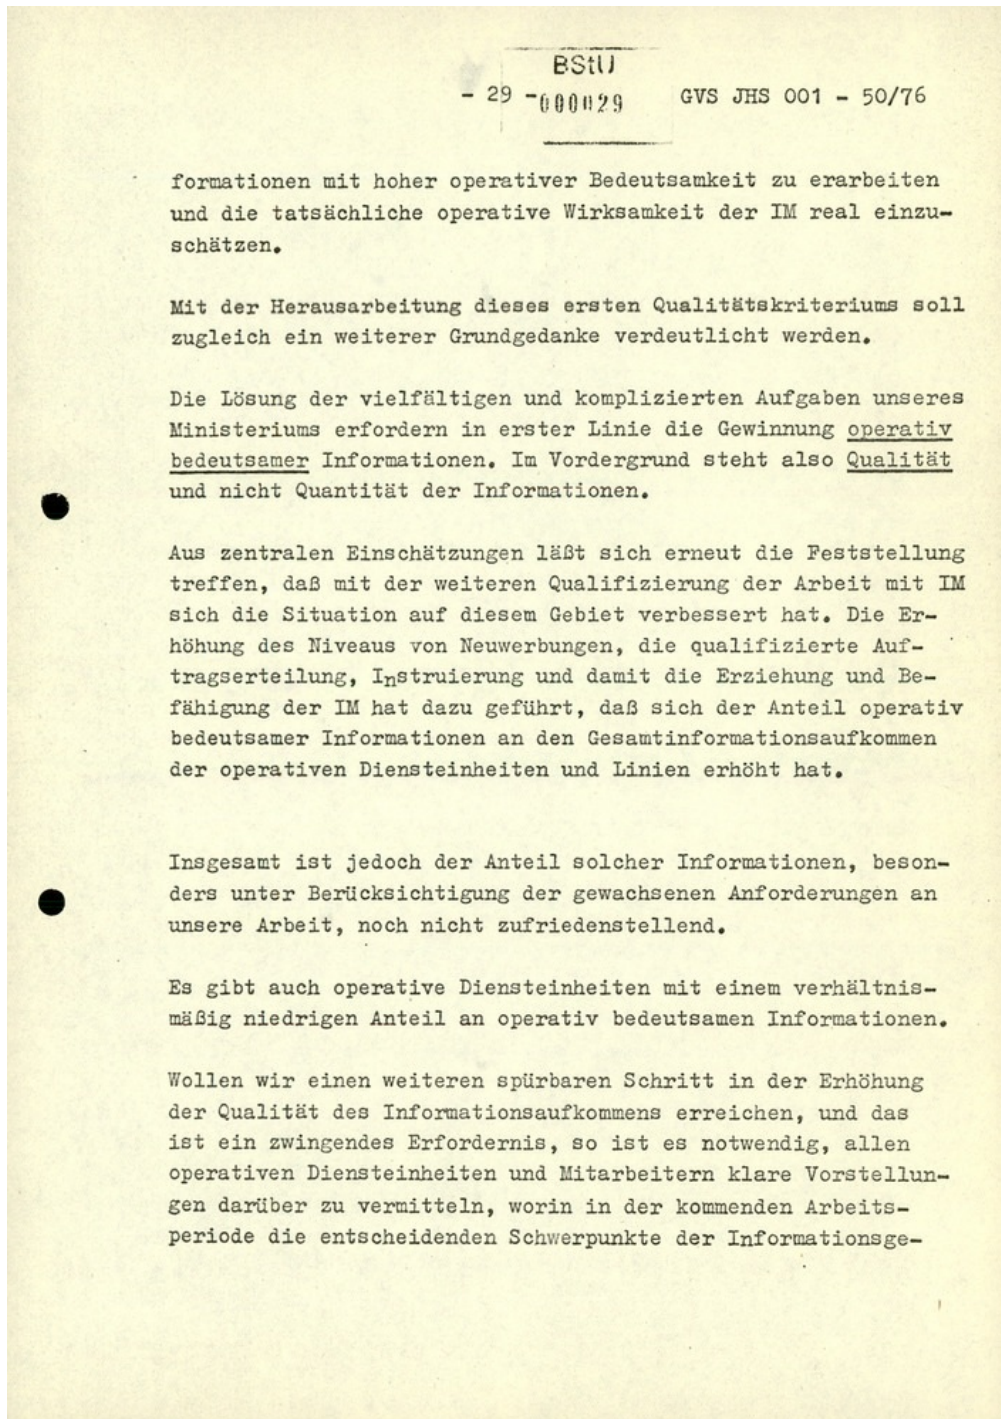 BStU
- 29 - 000029 GVS JHS 001 - 50/76
formationen mit hoher operativer Bedeutsamkeit zu erarbeiten
und die tatsächliche operative Wirksamkeit der IM real einzu-
schätzen.
Mit der Herausarbeitung dieses ersten Qualitätskriteriums soll
zugleich ein weiterer Grundgedanke verdeutlicht werden.
Die Lösung der vielfältigen und komplizierten Aufgaben unseres
Ministeriums erfordern in erster Linie die Gewinnung operativ
bedeutsamer Informationen. Im Vordergrund steht also Qualität
und nicht Quantität der Informationen.
Aus zentralen Einschätzungen läßt sich erneut die Feststellung
treffen, daß mit der weiteren Qualifizierung der Arbeit mit IM
sich die Situation auf diesem Gebiet verbessert hat. Die Er-
höhung des Niveaus von Neuwerbungen, die qualifizierte Auf-
tragserteilung, Instruierung und damit die Erziehung und Be-
fähigung der IM hat dazu geführt, daß sich der Anteil operativ
bedeutsamer Informationen an den Gesamtinformationsaufkommen
der operativen Diensteinheiten und Linien erhöht hat.
Insgesamt ist jedoch der Anteil solcher Informationen, beson-
ders unter Berücksichtigung der gewachsenen Anforderungen an
unsere Arbeit, noch nicht zufriedenstellend.
Es gibt auch operative Diensteinheiten mit einem verhältnis-
mäßig niedrigen Anteil an operativ bedeutsamen Informationen.
Wollen wir einen weiteren spürbaren Schritt in der Erhöhung
der Qualität des Informationsaufkommens erreichen, und das
ist ein zwingendes Erfordernis, so ist es notwendig, allen
operativen Diensteinheiten und Mitarbeitern klare Vorstellun-
gen darüber zu vermitteln, worin in der kommenden Arbeits-
periode die entscheidenden Schwerpunkte der Informationsge-